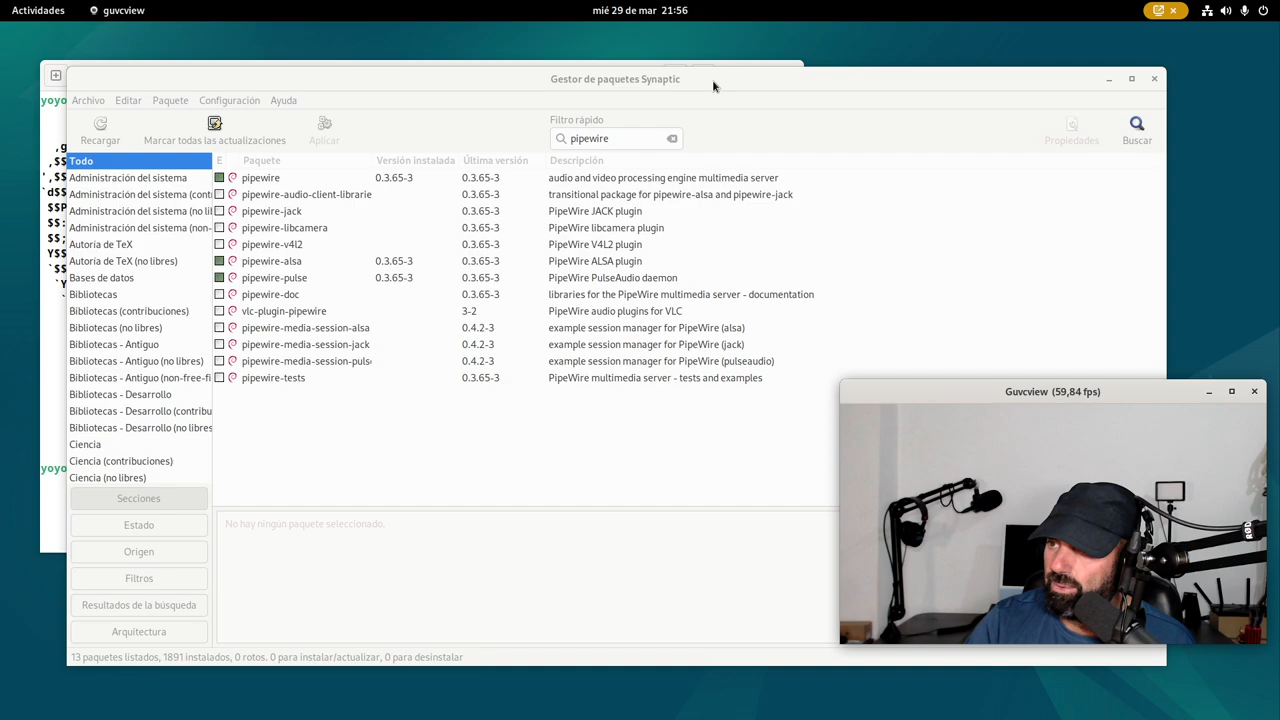 Actividades guvcview mié 29 de mar 21:56
Gestor de paquetes Synaptic
yoyo
Archivo Editar Paquete Configuración Ayuda
Filtro rápido
Recargar Marcar todas las actualizaciones Aplicar pipewire Propiedades Buscar
Todo E Paquete Versión instalada Última versión Descripción
Administración del sistema pipewire 0.3.65-3 0.3.65-3 audio and video processing engine multimedia server
Administración del sistema (cont pipewire-audio-client-librarie 0.3.65-3 transitional package for pipewire-alsa and pipewire-jack
Administración del sistema (no li pipewire-jack 0.3.65-3 PipeWire JACK plugin
Administración del sistema (non- pipewire-libcamera 0.3.65-3 PipeWire libcamera plugin
Autoría de TeX pipewire-v4l2 0.3.65-3 PipeWire V4L2 plugin
Autoría de TeX (no libres) pipewire-alsa 0.3.65-3 0.3.65-3 PipeWire ALSA plugin
Bases de datos pipewire-pulse 0.3.65-3 0.3.65-3 PipeWire PulseAudio daemon
Bibliotecas pipewire-doc 0.3.65-3 libraries for the PipeWire multimedia server - documentation
Bibliotecas (contribuciones) vlc-plugin-pipewire 3-2 PipeWire audio plugins for VLC
Bibliotecas (no libres) pipewire-media-session-alsa 0.4.2-3 example session manager for PipeWire (alsa)
Bibliotecas - Antiguo pipewire-media-session-jack 0.4.2-3 example session manager for PipeWire (jack)
Bibliotecas - Antiguo (no libres) pipewire-media-session-puls 0.4.2-3 example session manager for PipeWire (pulseaudio)
Bibliotecas - Antiguo (non-free-fi pipewire-tests 0.3.65-3 PipeWire multimedia server - tests and examples
Bibliotecas - Desarrollo
Bibliotecas - Desarrollo (contribu
Bibliotecas - Desarrollo (no libres
Ciencia
Ciencia (contribuciones)
Ciencia (no libres)
yoyo
Secciones
Estado
Origen
Filtros
Resultados de la búsqueda
Arquitectura
No hay ningún paquete seleccionado.
13 paquetes listados, 1891 instalados, 0 rotos. 0 para instalar/actualizar, 0 para desinstalar
Guvcview (59,84 fps)
RØDE
,g
,$$
',$$
`d$$
$$P
$$:
$$;
Y$$
`$$
`Y
`